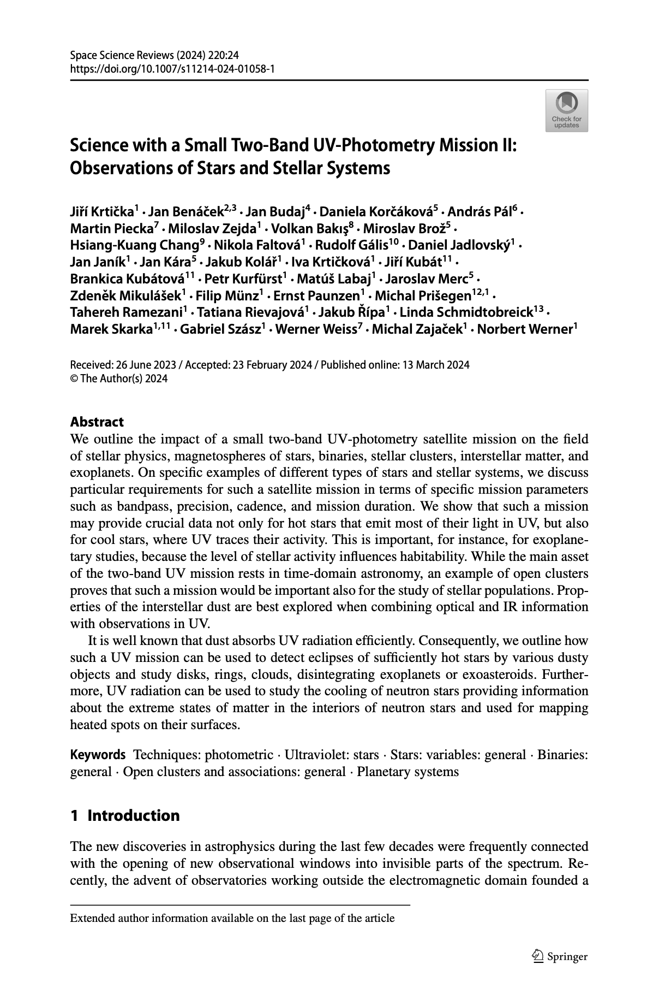 Space Science Reviews (2024) 220:24
https://doi.org/10.1007/s11214-024-01058-1
Check for
updates
Science with a Small Two-Band UV-Photometry Mission II:
Observations of Stars and Stellar Systems
Jiří Krtička1 · Jan Benáček2,3 · Jan Budaj4 · Daniela Korčáková5 · András Pál6 ·
Martin Piecka7 · Miloslav Zejda1 · Volkan Bakış8 · Miroslav Brož5 ·
Hsiang-Kuang Chang9 · Nikola Faltová1 · Rudolf Gális10 · Daniel Jadlovský1 ·
Jan Janík1 · Jan Kára5 · Jakub Kolář1 · Iva Krtičková1 · Jiří Kubát11 ·
Brankica Kubátová11 · Petr Kurfürst1 · Matúš Labaj1 · Jaroslav Merc5 ·
Zdeněk Mikulášek1 · Filip Münz1 · Ernst Paunzen1 · Michal Prišegen12,1 ·
Tahereh Ramezani1 · Tatiana Rievajová1 · Jakub Řípa1 · Linda Schmidtobreick13 ·
Marek Skarka1,11 · Gabriel Szász1 · Werner Weiss7 · Michal Zajaček1 · Norbert Werner1
Received: 26 June 2023 / Accepted: 23 February 2024 / Published online: 13 March 2024
© The Author(s) 2024
Abstract
We outline the impact of a small two-band UV-photometry satellite mission on the field
of stellar physics, magnetospheres of stars, binaries, stellar clusters, interstellar matter, and
exoplanets. On specific examples of different types of stars and stellar systems, we discuss
particular requirements for such a satellite mission in terms of specific mission parameters
such as bandpass, precision, cadence, and mission duration. We show that such a mission
may provide crucial data not only for hot stars that emit most of their light in UV, but also
for cool stars, where UV traces their activity. This is important, for instance, for exoplane-
tary studies, because the level of stellar activity influences habitability. While the main asset
of the two-band UV mission rests in time-domain astronomy, an example of open clusters
proves that such a mission would be important also for the study of stellar populations. Prop-
erties of the interstellar dust are best explored when combining optical and IR information
with observations in UV.
It is well known that dust absorbs UV radiation efficiently. Consequently, we outline how
such a UV mission can be used to detect eclipses of sufficiently hot stars by various dusty
objects and study disks, rings, clouds, disintegrating exoplanets or exoasteroids. Further-
more, UV radiation can be used to study the cooling of neutron stars providing information
about the extreme states of matter in the interiors of neutron stars and used for mapping
heated spots on their surfaces.
Keywords Techniques: photometric · Ultraviolet: stars · Stars: variables: general · Binaries:
general · Open clusters and associations: general · Planetary systems
1 Introduction
The new discoveries in astrophysics during the last few decades were frequently connected
with the opening of new observational windows into invisible parts of the spectrum. Re-
cently, the advent of observatories working outside the electromagnetic domain founded a
Extended author information available on the last page of the article
Springer